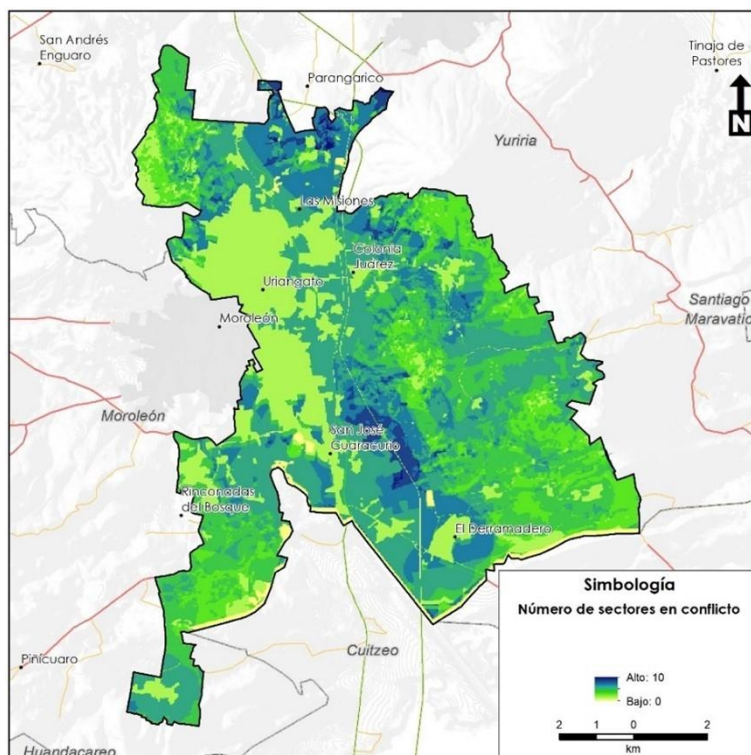 San Andrés
Enguaro
Parangarico
Tinaja de
Pastores
N
Yuriria
Las Misiones
Colonia
Juárez
Uriangato
Santiago
Maravatío
Moroleón
Moroleón
San José
Guaracurio
Rinconadas
del Bosque
El Derramadero
Cuitzeo
Piñícuaro
Huandacareo
Simbología
Número de sectores en conflicto
Alto: 10
Bajo: 0
2 1 0 2
km